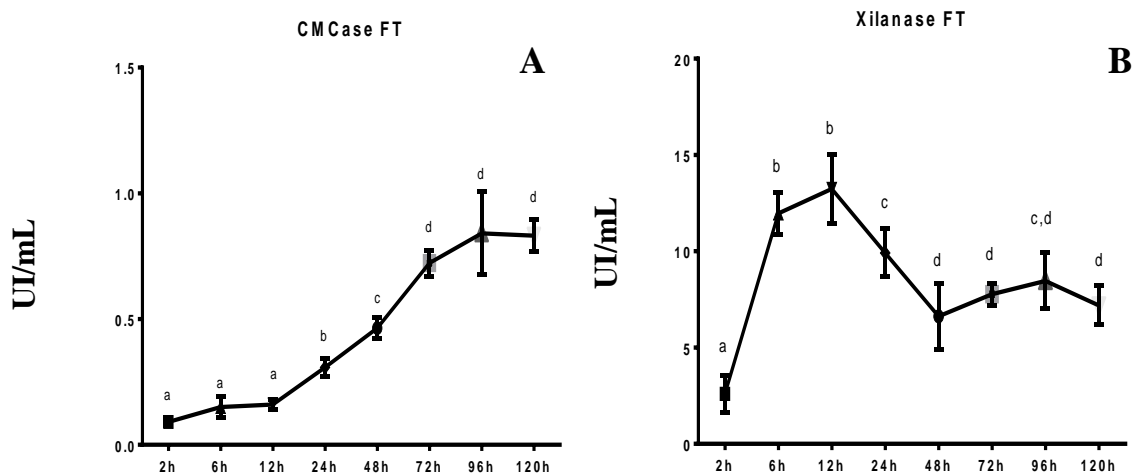 CMCase FT
A
1.5
1.0
0.5
0.0
UI/mL
a
a
a
b
c
d
d
d
2h 6h 12h 24h 48h 72h 96h 120h
Xilanase FT
B
20
15
10
5
0
UI/mL
a
b
b
c
d
d
c,d
d
2h 6h 12h 24h 48h 72h 96h 120h